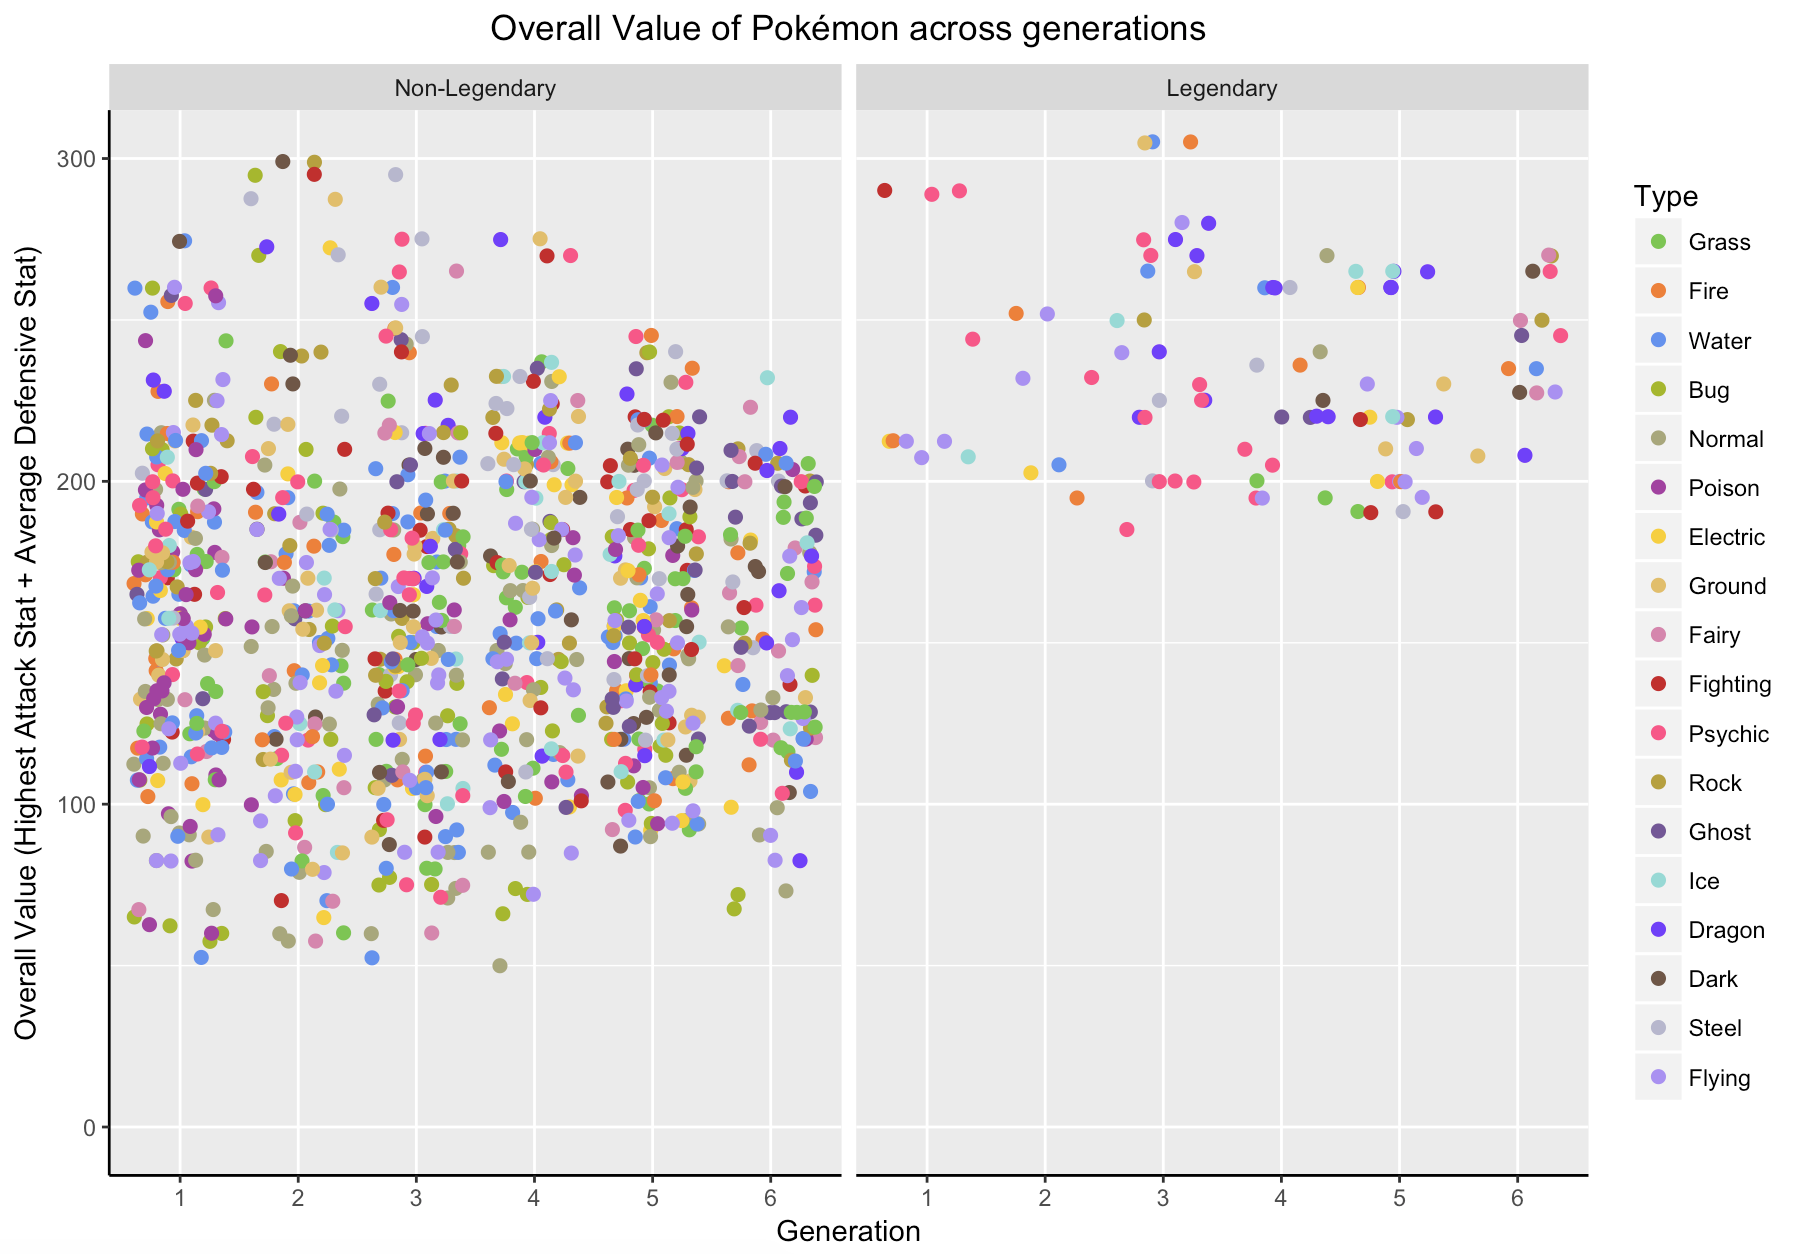 Overall Value of Pokémon across generations
Non-Legendary
Legendary
Overall Value (Highest Attack Stat + Average Defensive Stat)
300
200
100
0
1 2 3 4 5 6
1 2 3 4 5 6
Generation
Type
Grass
Fire
Water
Bug
Normal
Poison
Electric
Ground
Fairy
Fighting
Psychic
Rock
Ghost
Ice
Dragon
Dark
Steel
Flying